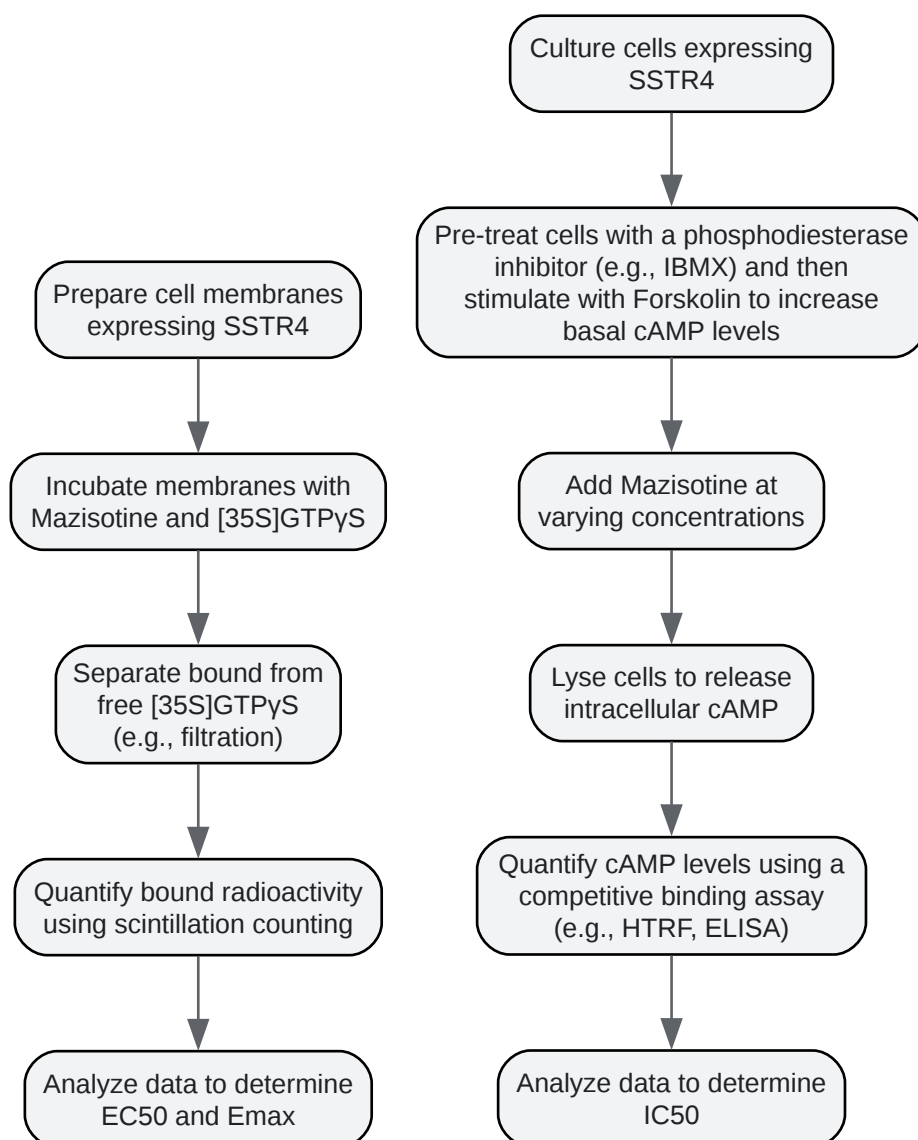 Culture cells expressing
SSTR4
Pre-treat cells with a phosphodiesterase
inhibitor (e.g., IBMX) and then
stimulate with Forskolin to increase
basal cAMP levels
Add Mazisotine at
varying concentrations
Lyse cells to release
intracellular cAMP
Quantify cAMP levels using a
competitive binding assay
(e.g., HTRF, ELISA)
Analyze data to determine
IC50
Prepare cell membranes
expressing SSTR4
Incubate membranes with
Mazisotine and [35S]GTPγS
Separate bound from
free [35S]GTPγS
(e.g., filtration)
Quantify bound radioactivity
using scintillation counting
Analyze data to determine
EC50 and Emax